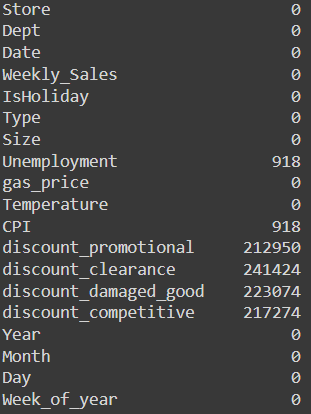 Store 0
Dept 0
Date 0
Weekly_Sales 0
IsHoliday 0
Type 0
Size 0
Unemployment 918
gas_price 0
Temperature 0
CPI 918
discount_promotional 212950
discount_clearance 241424
discount_damaged_good 223074
discount_competitive 217274
Year 0
Month 0
Day 0
Week_of_year 0